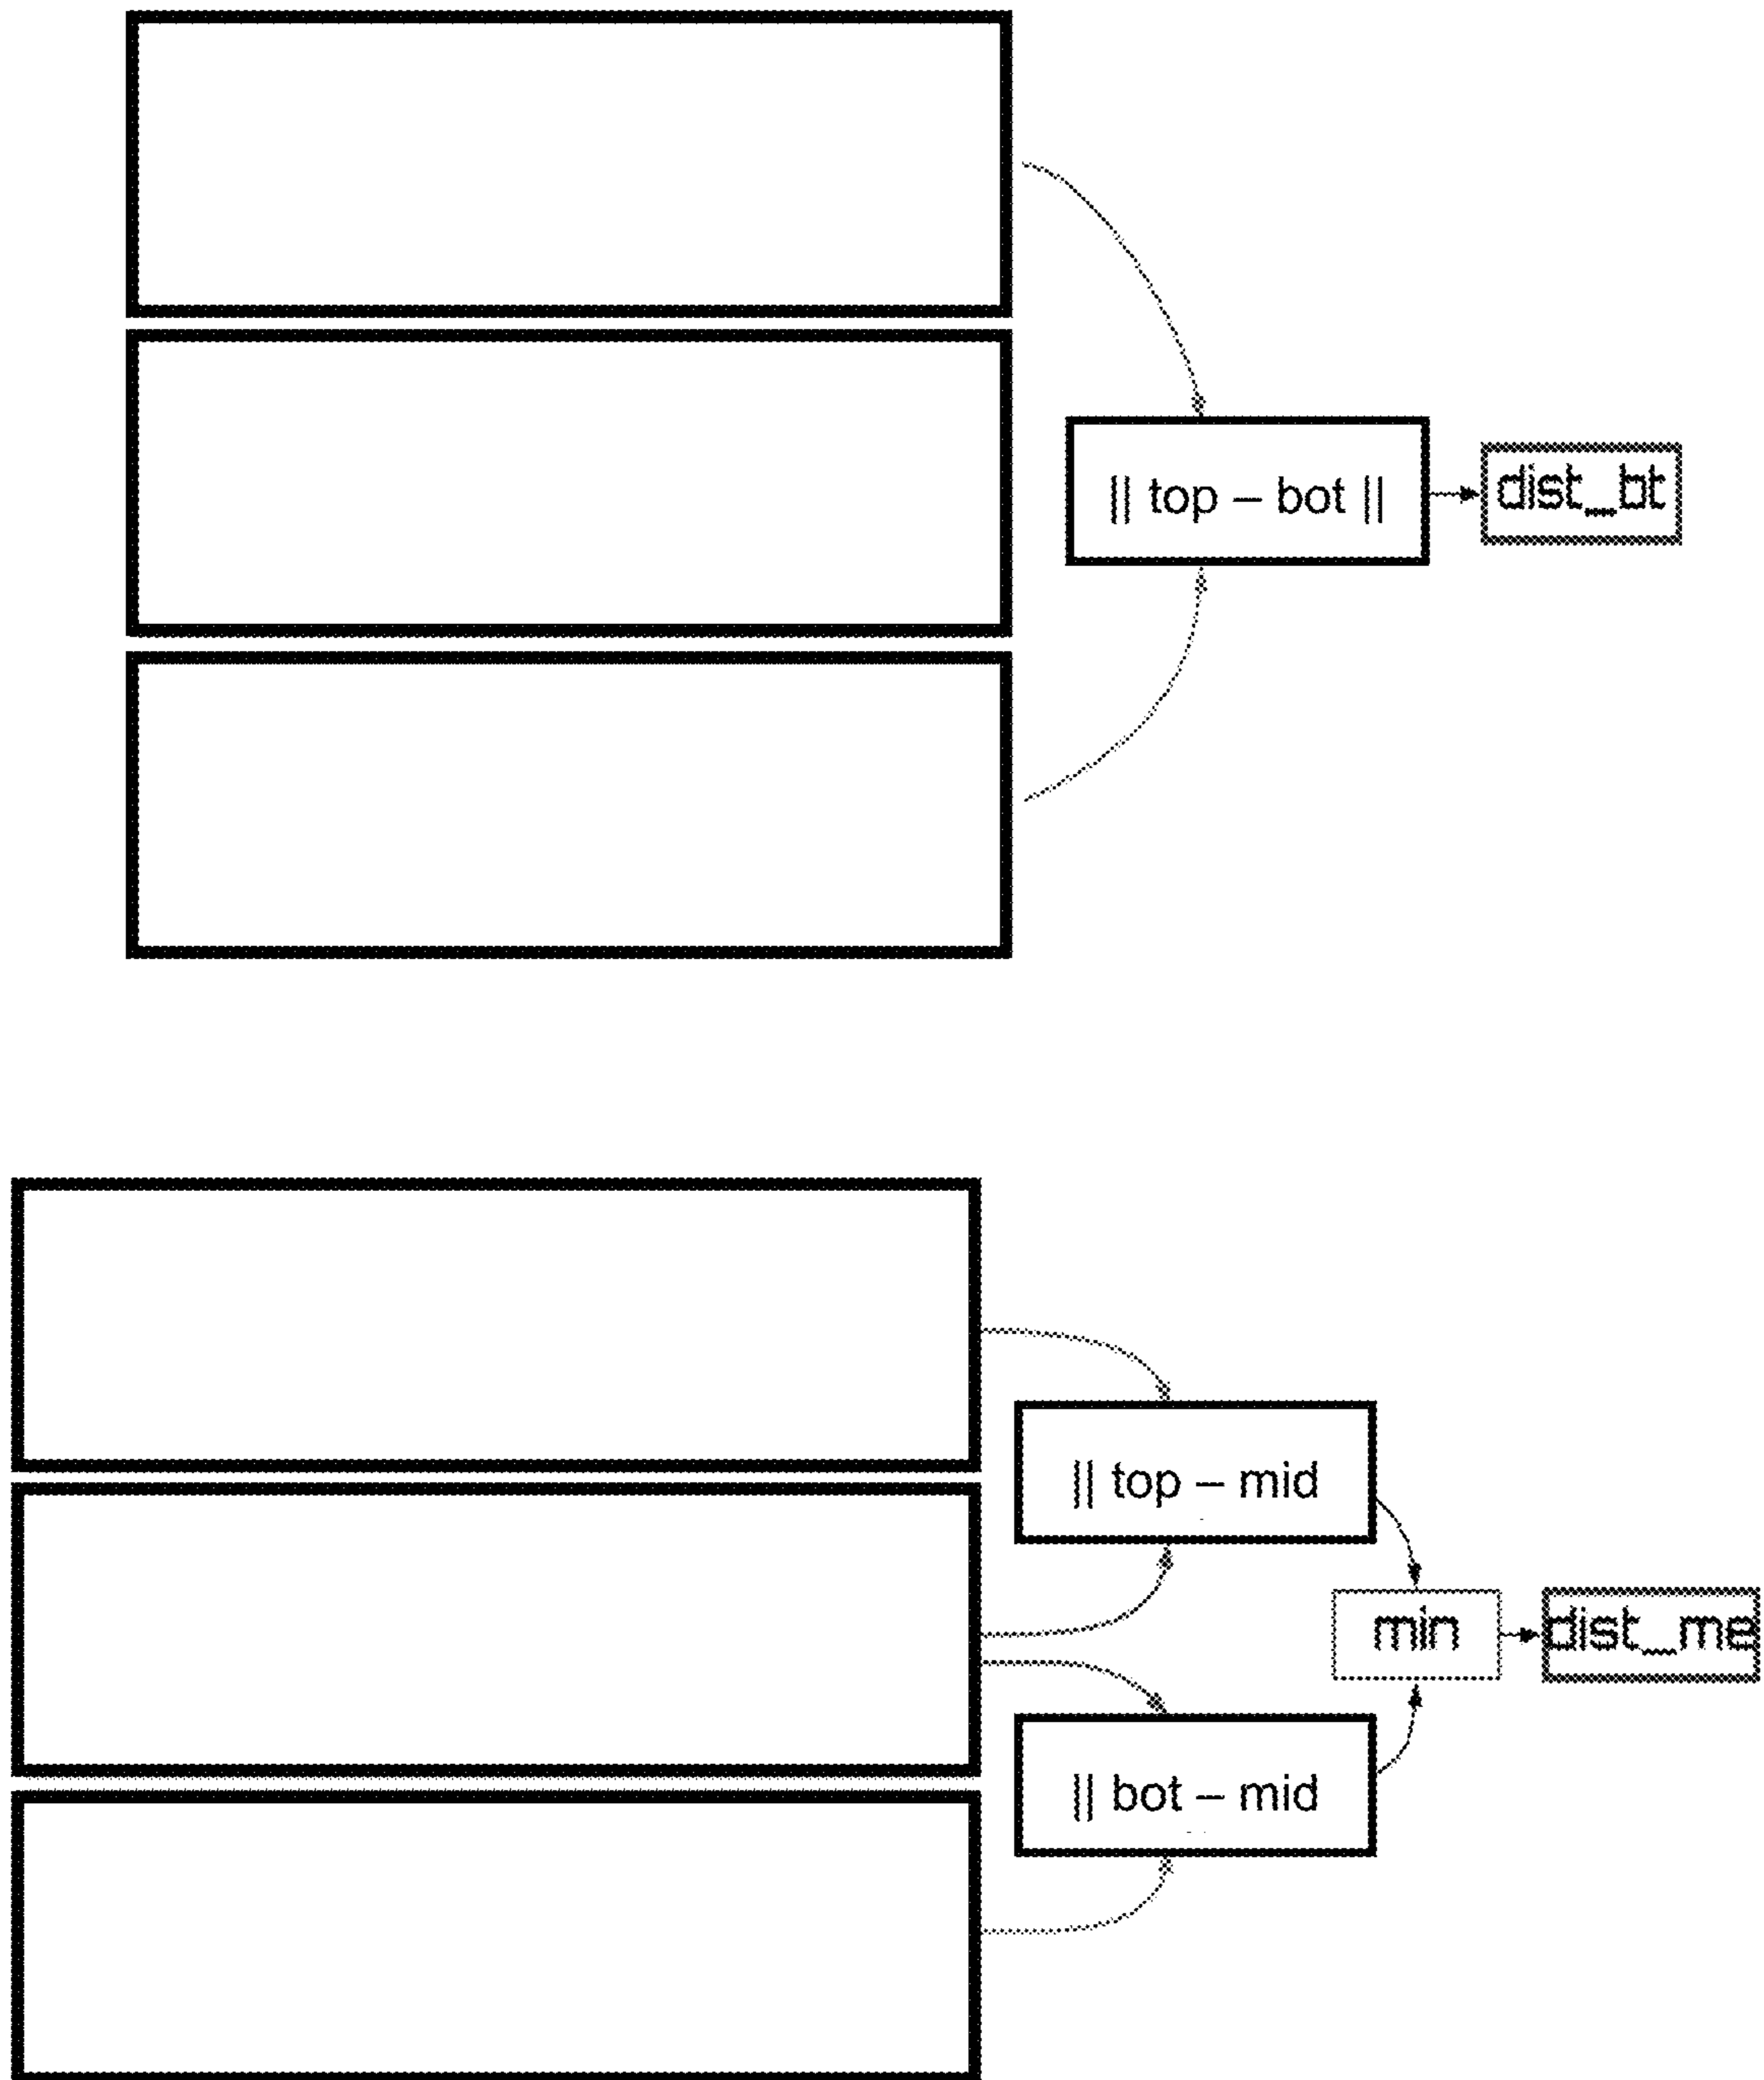 || top – bot ||
dist_bt
|| top – mid
min
dist_me
|| bot – mid